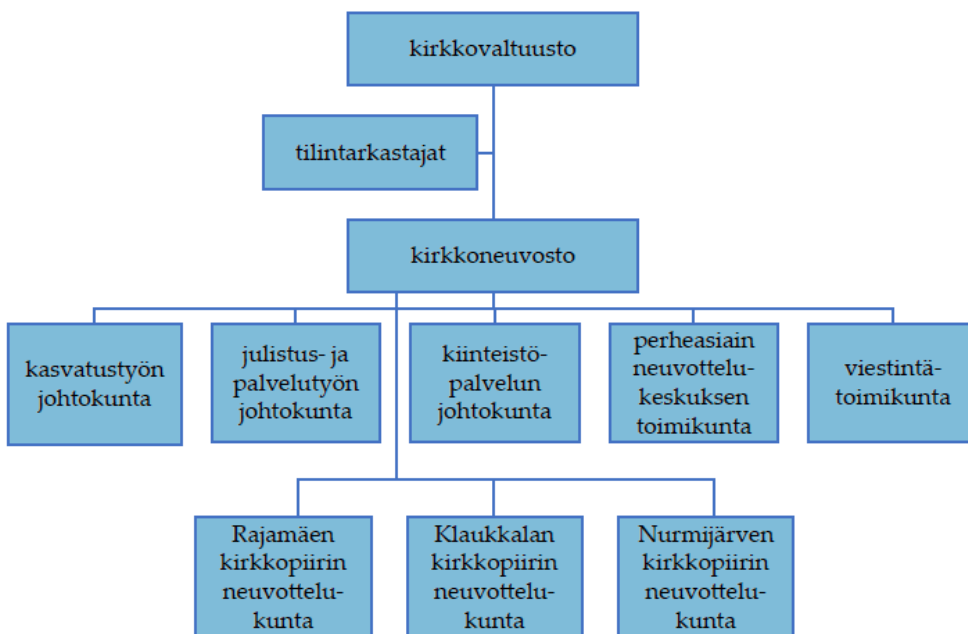 kirkkovaltuusto
tilintarkastajat
kirkkoneuvosto
kasvatustyön
johtokunta
julistus- ja
palvelutyön
johtokunta
kiinteistö-
palvelun
johtokunta
perheasiain
neuvottelu-
keskuksen
toimikunta
viestintä-
toimikunta
Rajamäen
kirkkopiirin
neuvottelu-
kunta
Klaukkalan
kirkkopiirin
neuvottelu-
kunta
Nurmijärven
kirkkopiirin
neuvottelu-
kunta